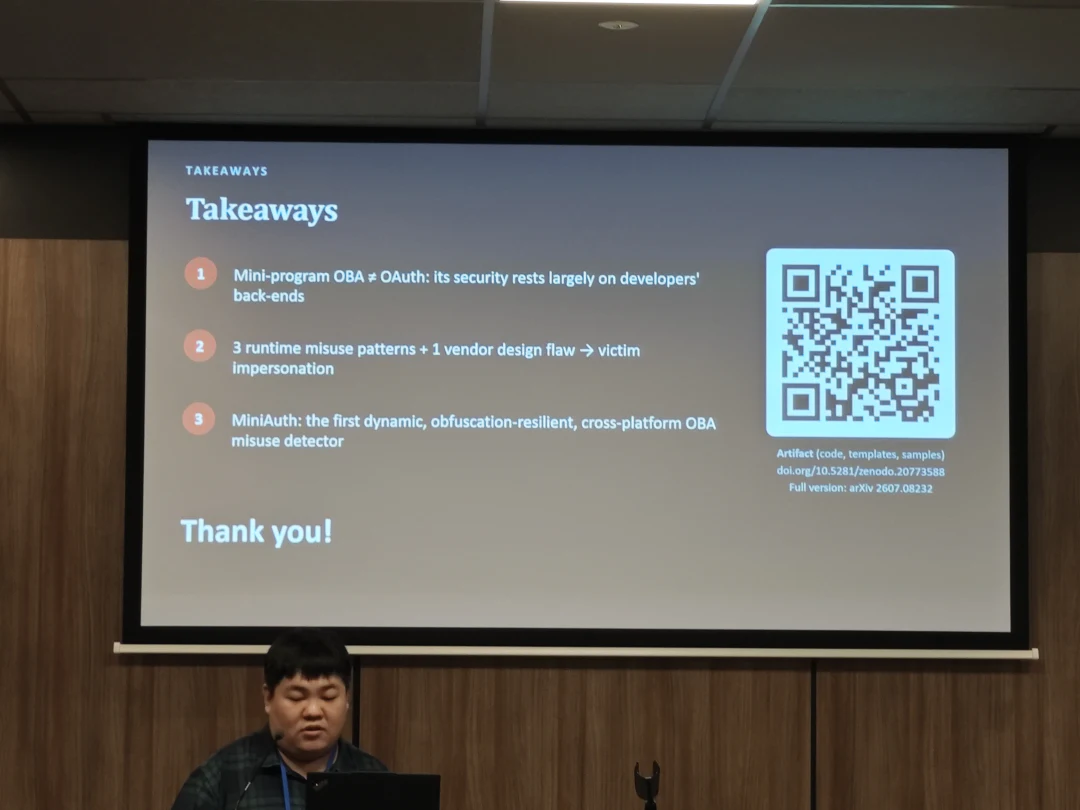 TAKEAWAYS
Takeaways
1
Mini-program OBA ≠ OAuth: its security rests largely on developers'
back-ends
2
3 runtime misuse patterns + 1 vendor design flaw → victim
impersonation
3
MiniAuth: the first dynamic, obfuscation-resilient, cross-platform OBA
misuse detector
Artifact (code, templates, samples)
doi.org/10.5281/zenodo.20773588
Full version: arXiv 2607.08232
Thank you!